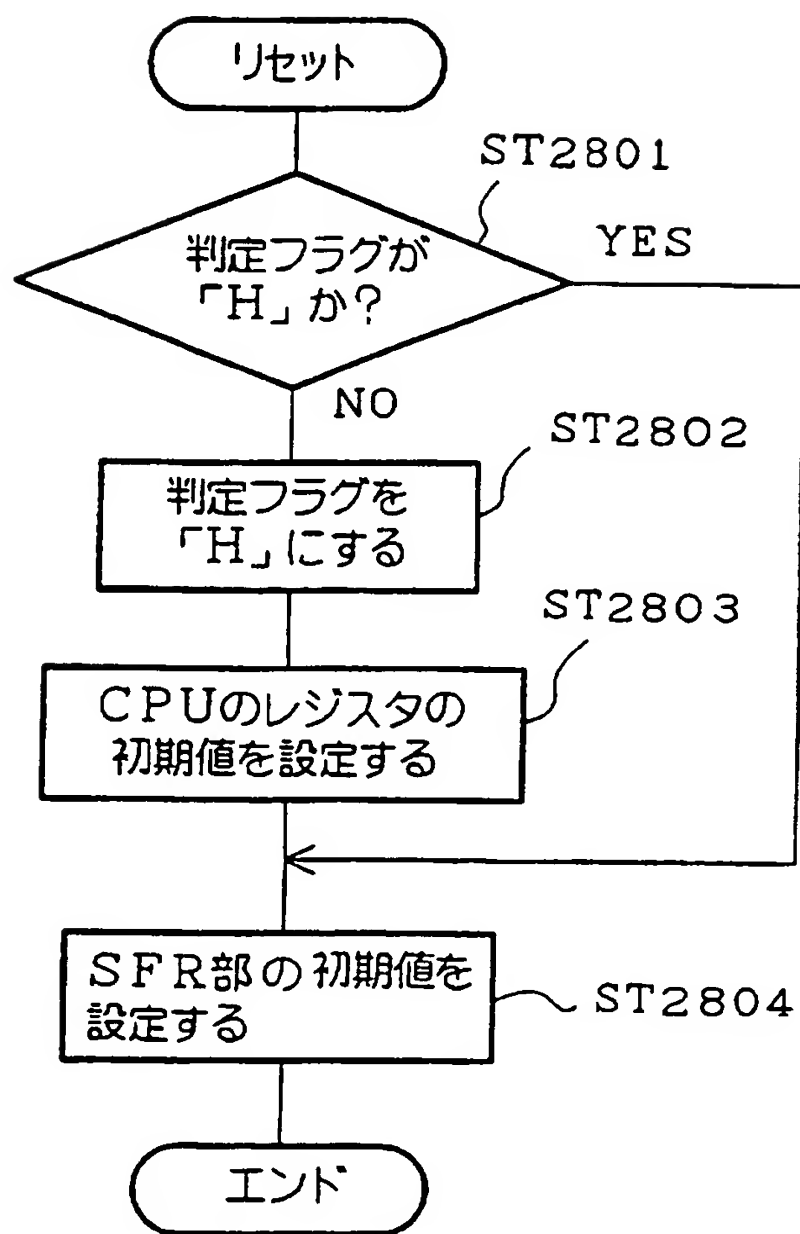 リセット
ST2801
判定フラグが
「H」か?
YES
NO
ST2802
判定フラグを
「H」にする
ST2803
CPUのレジスタの
初期値を設定する
SFR部の初期値を
設定する
ST2804
エンド